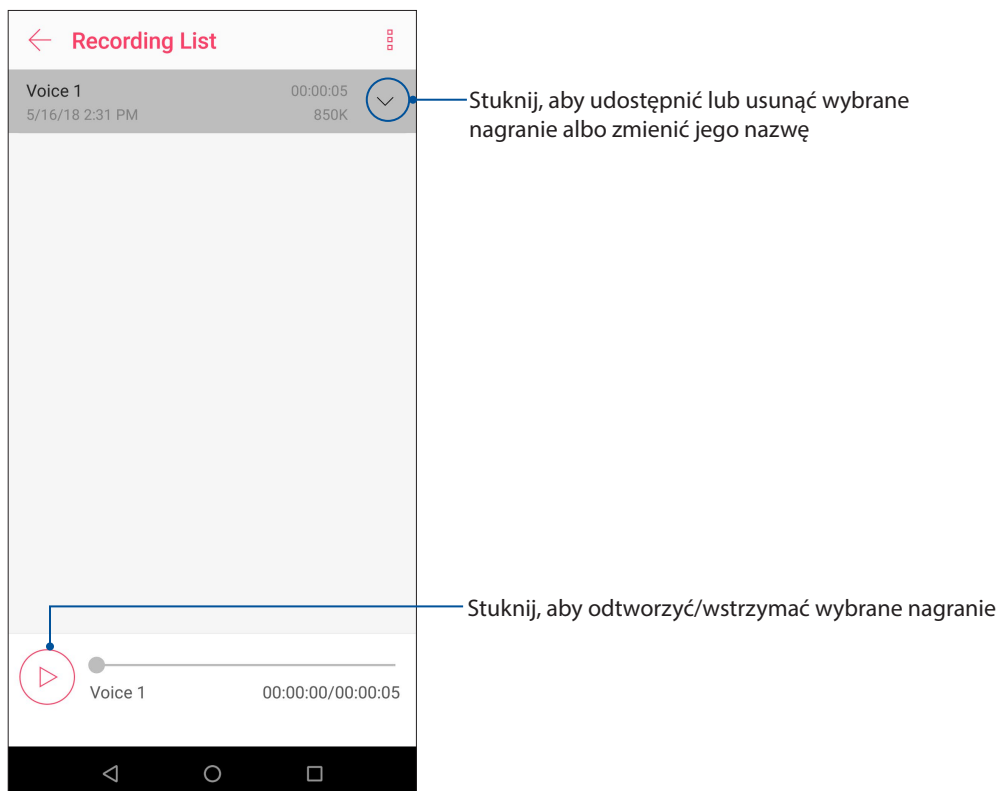 Recording List
Voice 1 00:00:05
5/16/18 2:31 PM 850K
Stuknij, aby udostępnić lub usunąć wybrane
nagranie albo zmienić jego nazwę
Stuknij, aby odtworzyć/wstrzymać wybrane nagranie
Voice 1 00:00:00/00:00:05